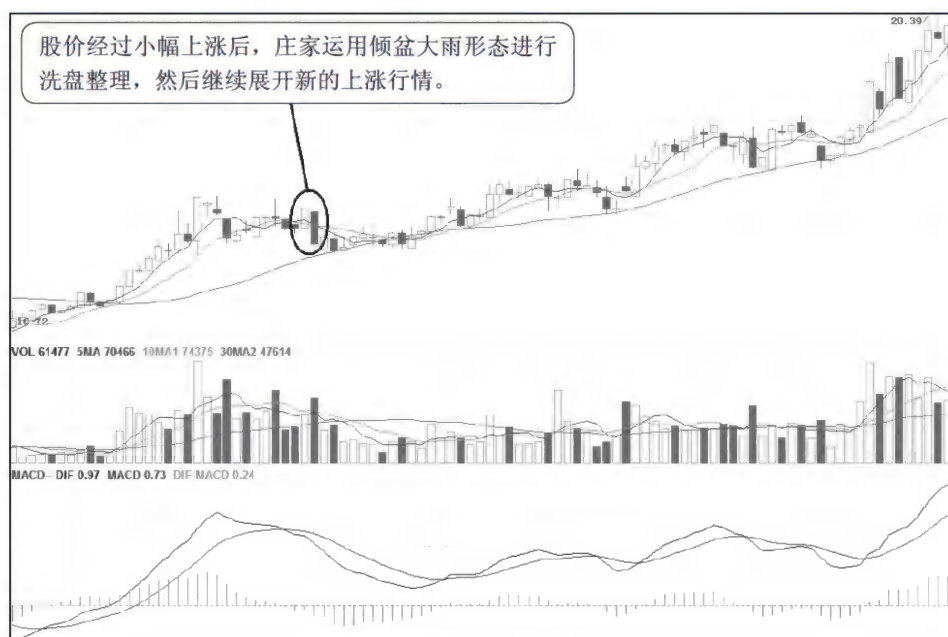 20.39
股价经过小幅上涨后，庄家运用倾盆大雨形态进行
洗盘整理，然后继续展开新的上涨行情。
VOL 61477 5MA 70466 10MA1 74375 30MA2 47614
MACD– DIF 0.97 MACD 0.73 DIF-MACD 0.24